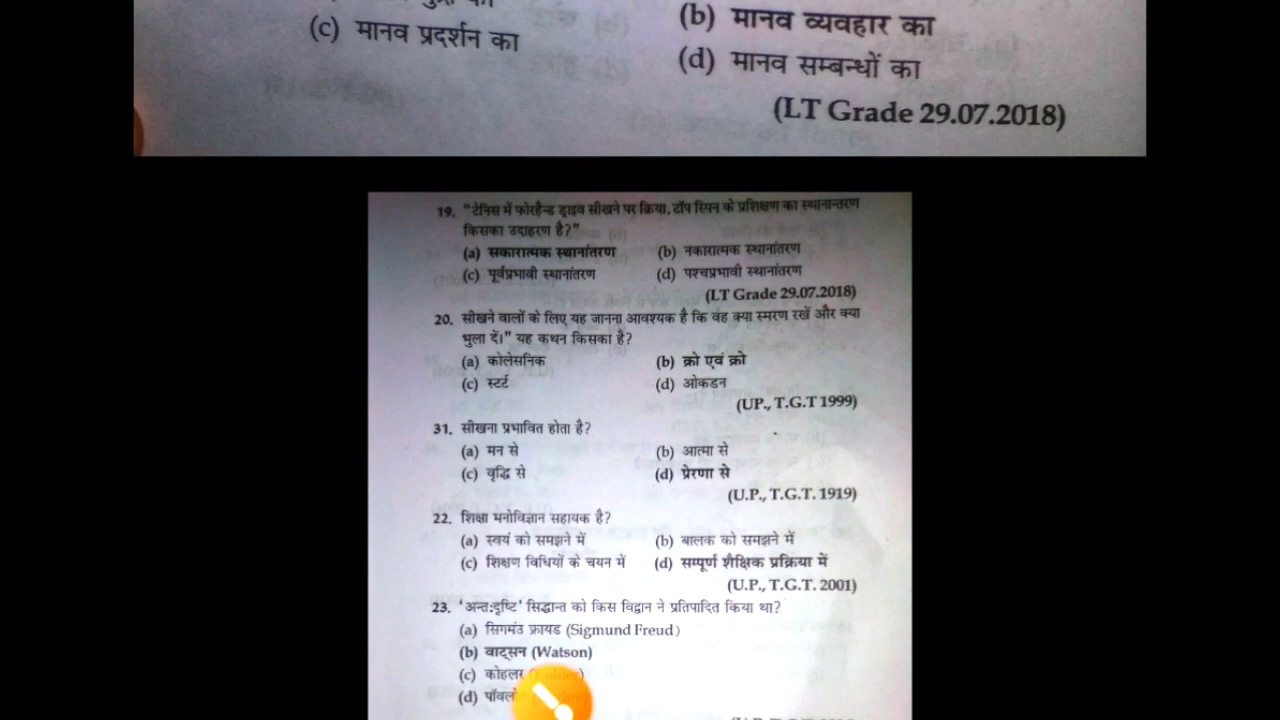 (c) मानव प्रदर्शन का
(b) मानव व्यवहार का
(d) मानव सम्बन्धों का
(LT Grade 29.07.2018)
19. "टेनिस में फोरहैन्ड ड्राइव सीखने पर क्रिया, टॉप स्पिन के प्रशिक्षण का स्थानान्तरण
किसका उदाहरण है?"
(a) सकारात्मक स्थानांतरण (b) नकारात्मक स्थानांतरण
(c) पूर्वप्रभावी स्थानांतरण (d) पश्चप्रभावी स्थानांतरण
(LT Grade 29.07.2018)
20. सीखने वालों के लिए यह जानना आवश्यक है कि वह क्या स्मरण रखें और क्या
भुला दें।" यह कथन किसका है?
(a) कोलेसनिक (b) क्रो एवं क्रो
(c) स्टर्ट (d) ओकडन
(UP., T.G.T 1999)
31. सीखना प्रभावित होता है?
(a) मन से (b) आत्मा से
(c) वृद्धि से (d) प्रेरणा से
(U.P., T.G.T. 1919)
22. शिक्षा मनोविज्ञान सहायक है?
(a) स्वयं को समझने में (b) बालक को समझने में
(c) शिक्षण विधियों के चयन में (d) सम्पूर्ण शैक्षिक प्रक्रिया में
(U.P., T.G.T. 2001)
23. 'अन्त:दृष्टि' सिद्धान्त को किस विद्वान ने प्रतिपादित किया था?
(a) सिगमंउ फ्रायड (Sigmund Freud)
(b) वाट्सन (Watson)
(c) कोहलर
(d)